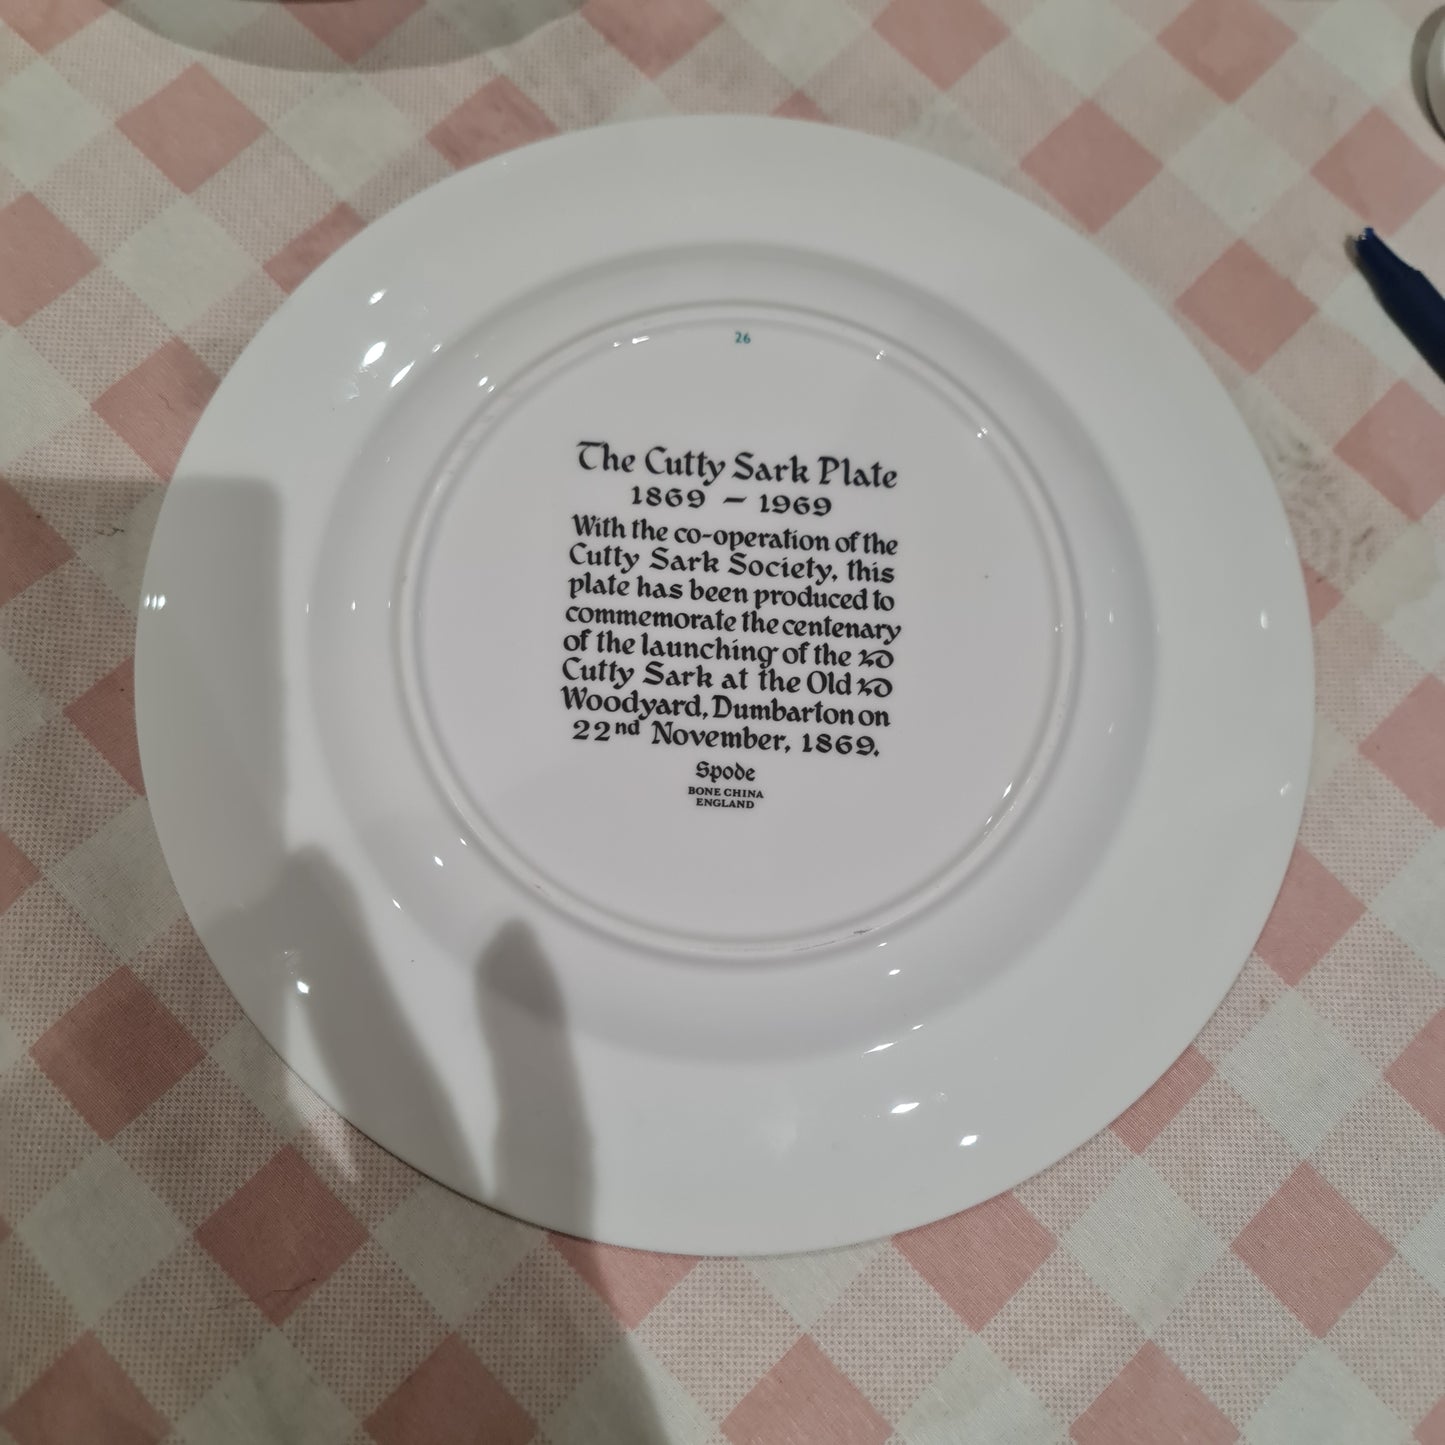 26
The Cutty Sark Plate
1869 – 1969
With the co-operation of the
Cutty Sark Society, this
plate has been produced to
commemorate the centenary
of the launching of the
Cutty Sark at the Old
Woodyard, Dumbarton on
22nd November, 1869.
Spode
BONE CHINA
ENGLAND